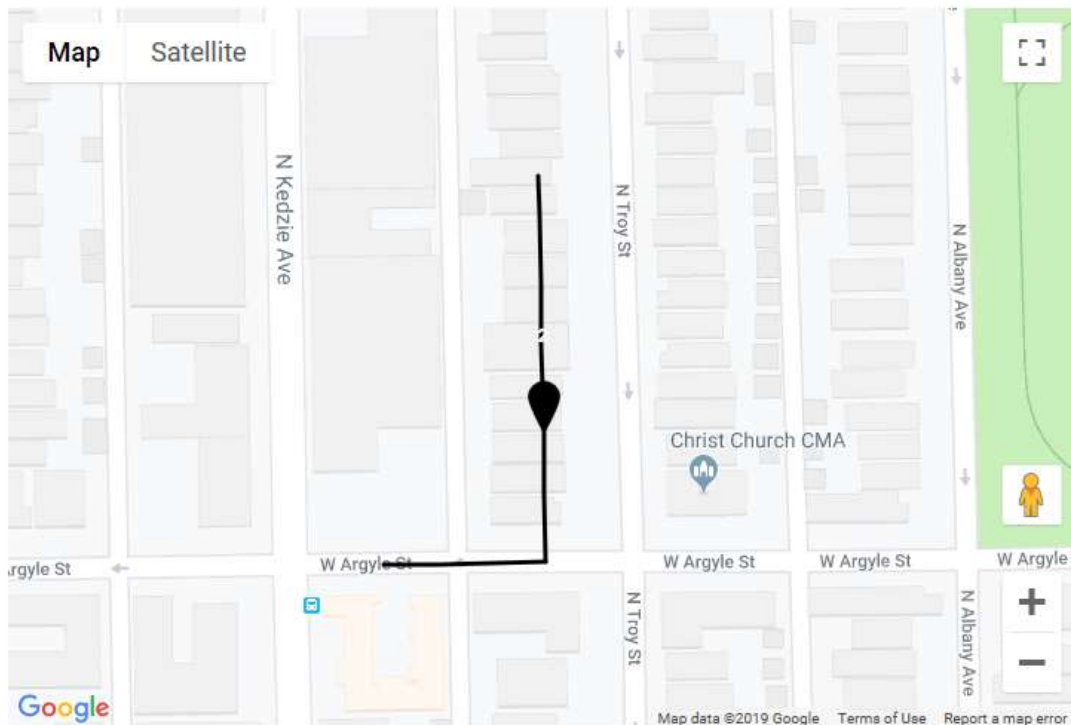 Map Satellite
N Kedzie Ave
N Troy St
N Albany Ave
2
Christ Church CMA
W Argyle St
W Argyle St
W Argyle St
W Argyle
rgyle St
N Troy St
N Albany Ave
+
−
Google
Map data ©2019 Google Terms of Use Report a map error